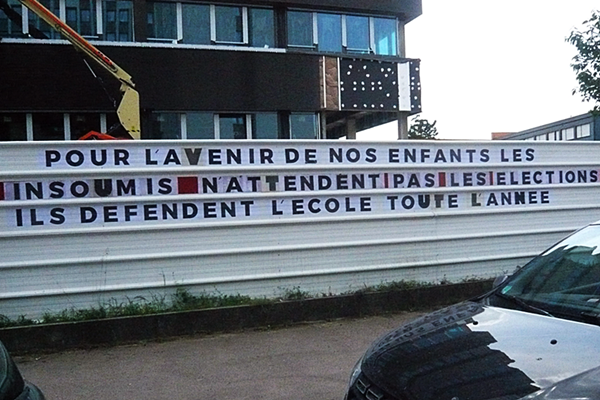 POUR L'AVENIR DE NOS ENFANTS LES
INSOUMIS N'ATTENDENT PAS LES ELECTIONS
ILS DEFENDENT L'ECOLE TOUTE L'ANNEE